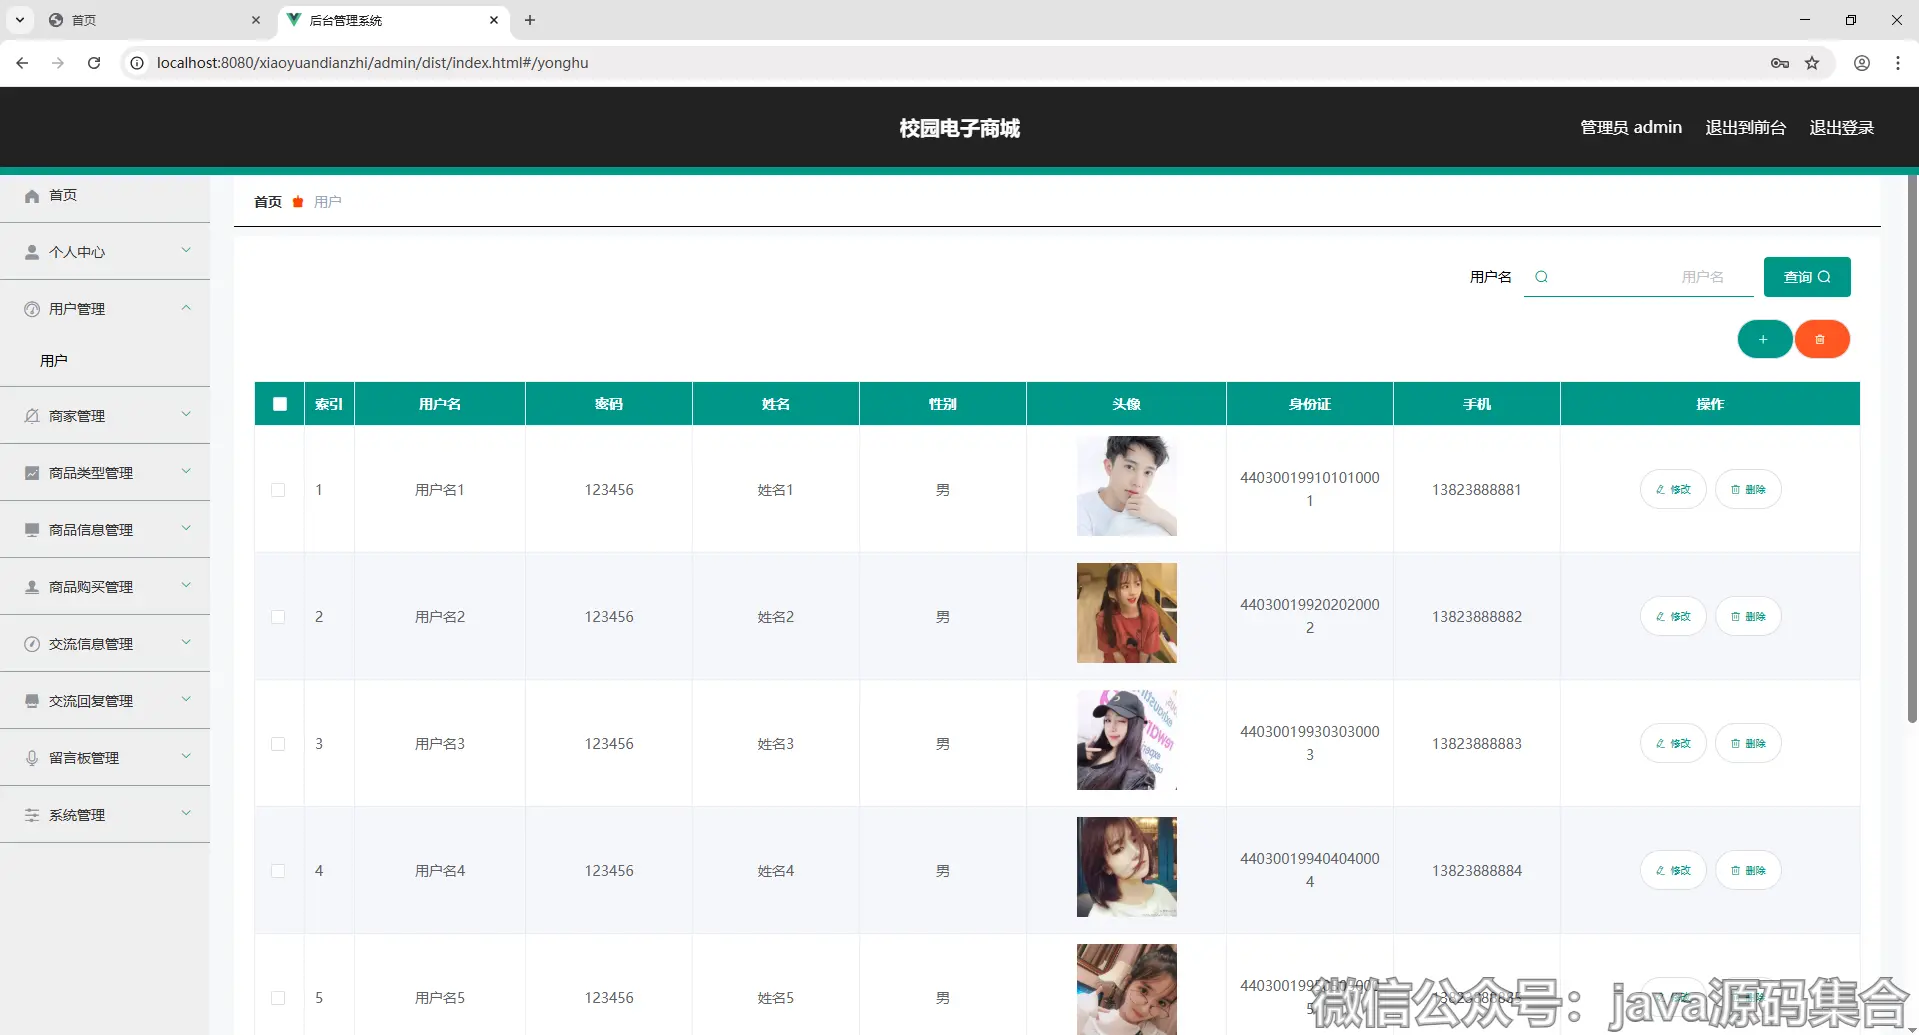 首页
后台管理系统
localhost:8080/xiaoyuandianzhi/admin/dist/index.html#/yonghu
校园电子商城
管理员 admin 退出到前台 退出登录
首页
个人中心
用户管理
用户
商家管理
商品类型管理
商品信息管理
商品购买管理
交流信息管理
交流回复管理
留言板管理
系统管理
首页 用户
用户名 用户名 查询
索引 用户名 密码 姓名 性别 头像 身份证 手机 操作
1 用户名1 123456 姓名1 男 44030019910101000
1 13823888881 修改 删除
2 用户名2 123456 姓名2 男 44030019920202000
2 13823888882 修改 删除
3 用户名3 123456 姓名3 男 44030019930303000
3 13823888883 修改 删除
4 用户名4 123456 姓名4 男 44030019940404000
4 13823888884 修改 删除
5 用户名5 123456 姓名5 男
微信公众号：java源码集合